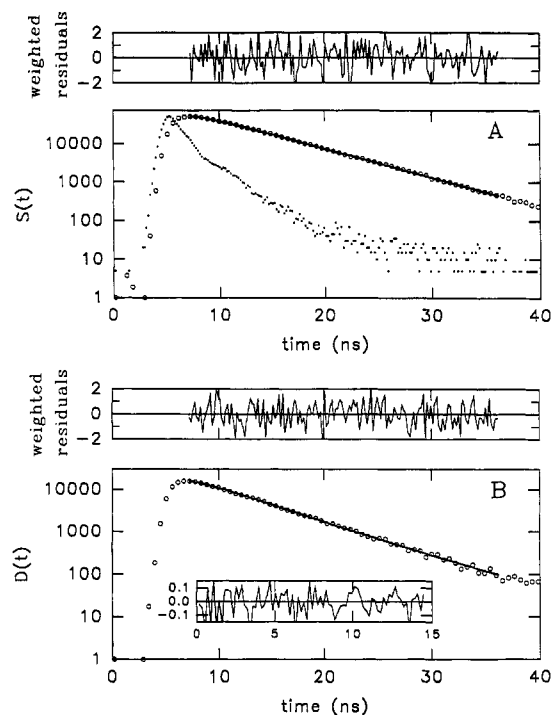 weighted
residuals
2
0
−2
A
S(t)
10000
1000
100
10
1
0 10 20 30 40
time (ns)
weighted
residuals
2
0
−2
B
D(t)
10000
1000
100
10
1
0.1
0.0
−0.1
0 5 10 15
0 10 20 30 40
time (ns)